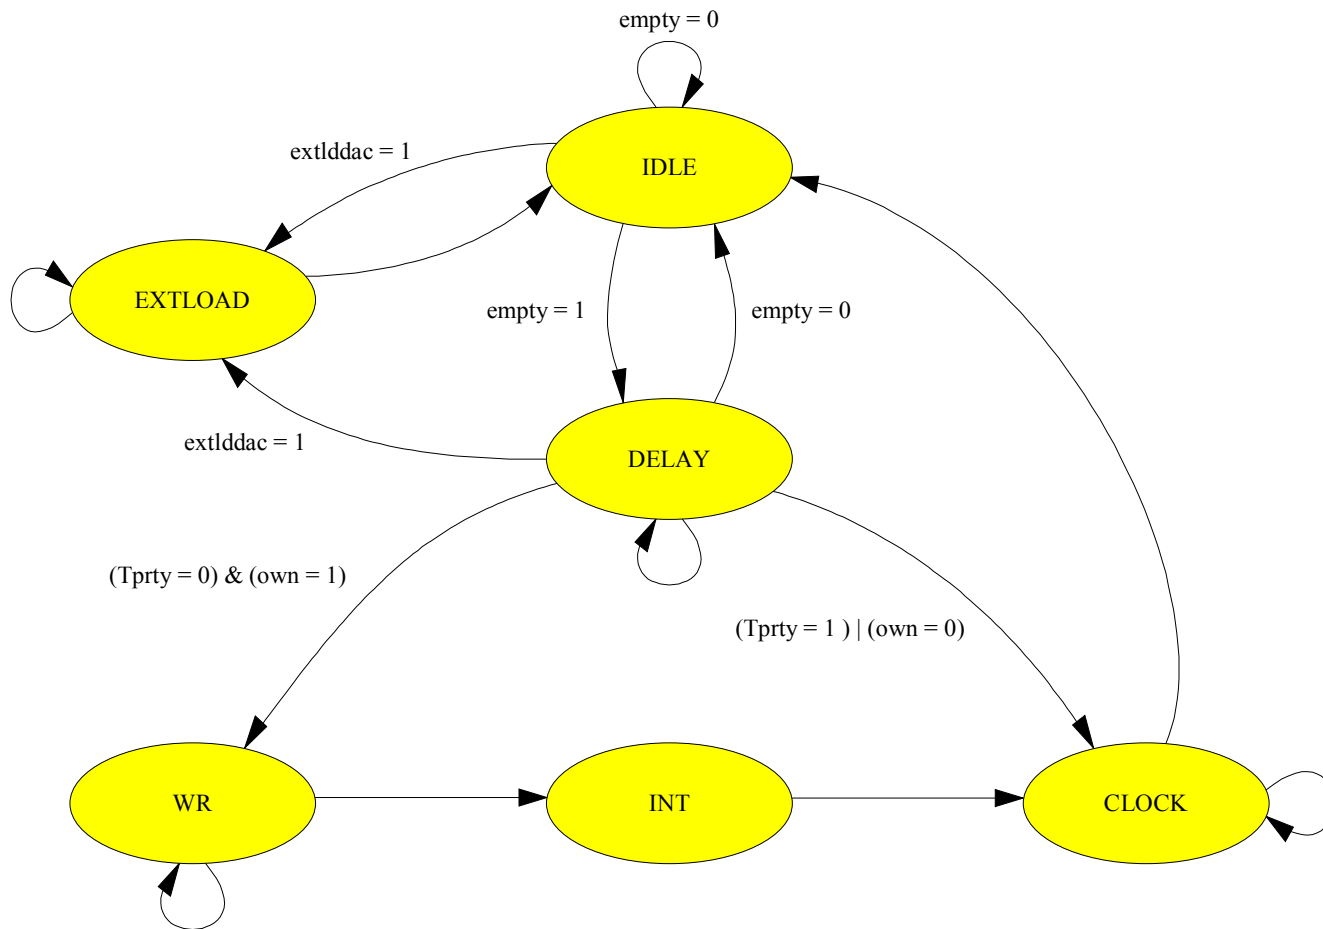 empty = 0
extlddac = 1
IDLE
EXTLOAD
empty = 1
empty = 0
extlddac = 1
DELAY
(Tprty = 0) & (own = 1)
(Tprty = 1 ) | (own = 0)
WR
INT
CLOCK